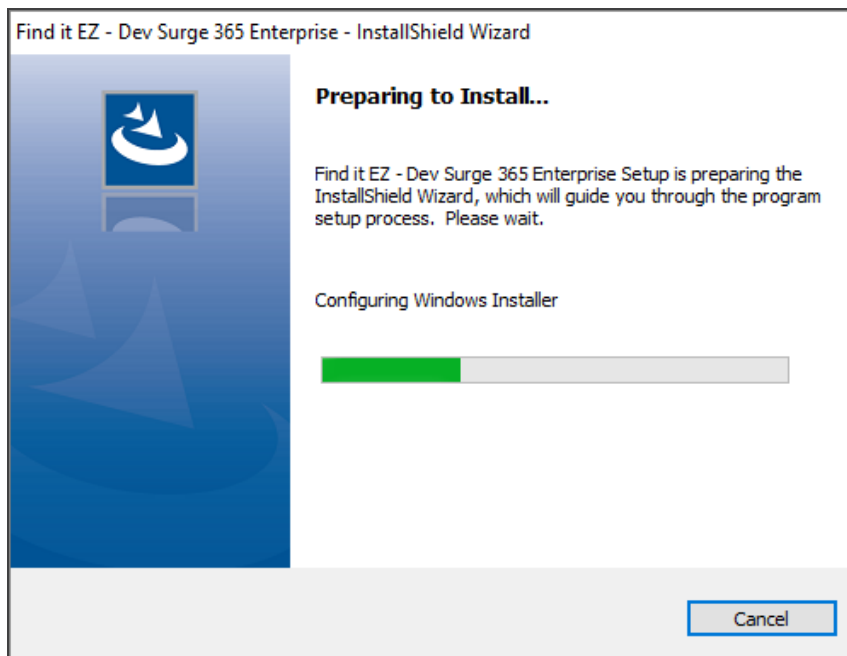 Find it EZ - Dev Surge 365 Enterprise - InstallShield Wizard
Preparing to Install...
Find it EZ - Dev Surge 365 Enterprise Setup is preparing the
InstallShield Wizard, which will guide you through the program
setup process.  Please wait.
Configuring Windows Installer
Cancel